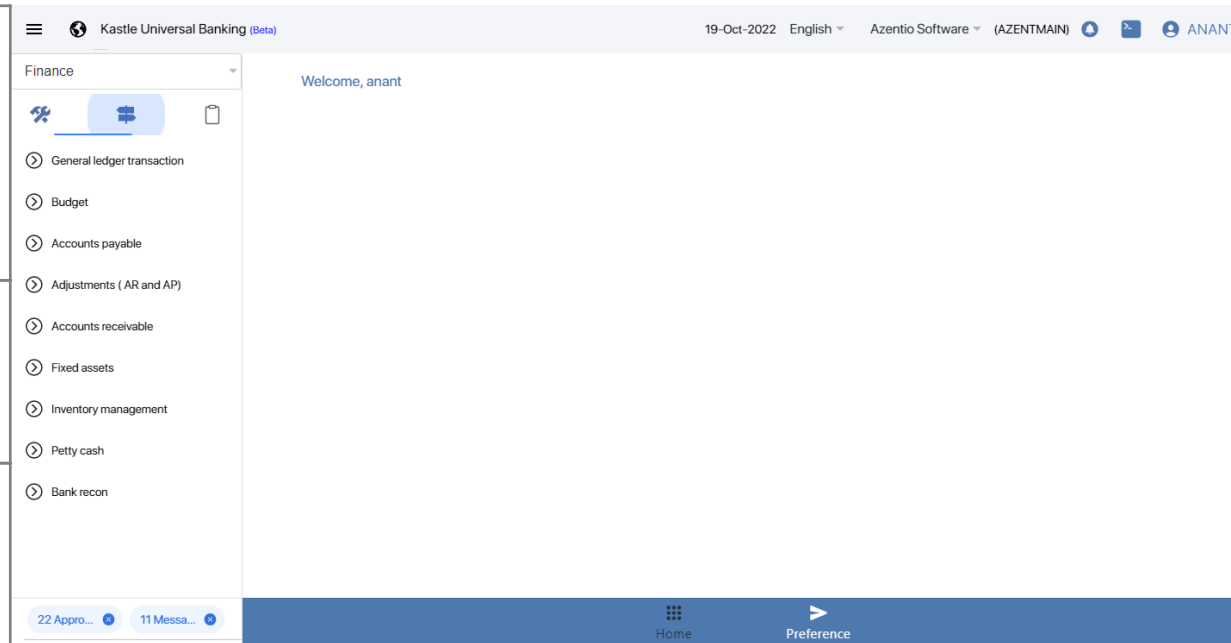 Kastle Universal Banking (Beta)
19-Oct-2022 English Azentio Software (AZENTMAIN) ANANT
Finance
Welcome, anant
General ledger transaction
Budget
Accounts payable
Adjustments ( AR and AP)
Accounts receivable
Fixed assets
Inventory management
Petty cash
Bank recon
22 Appro... 11 Messa...
Home Preference